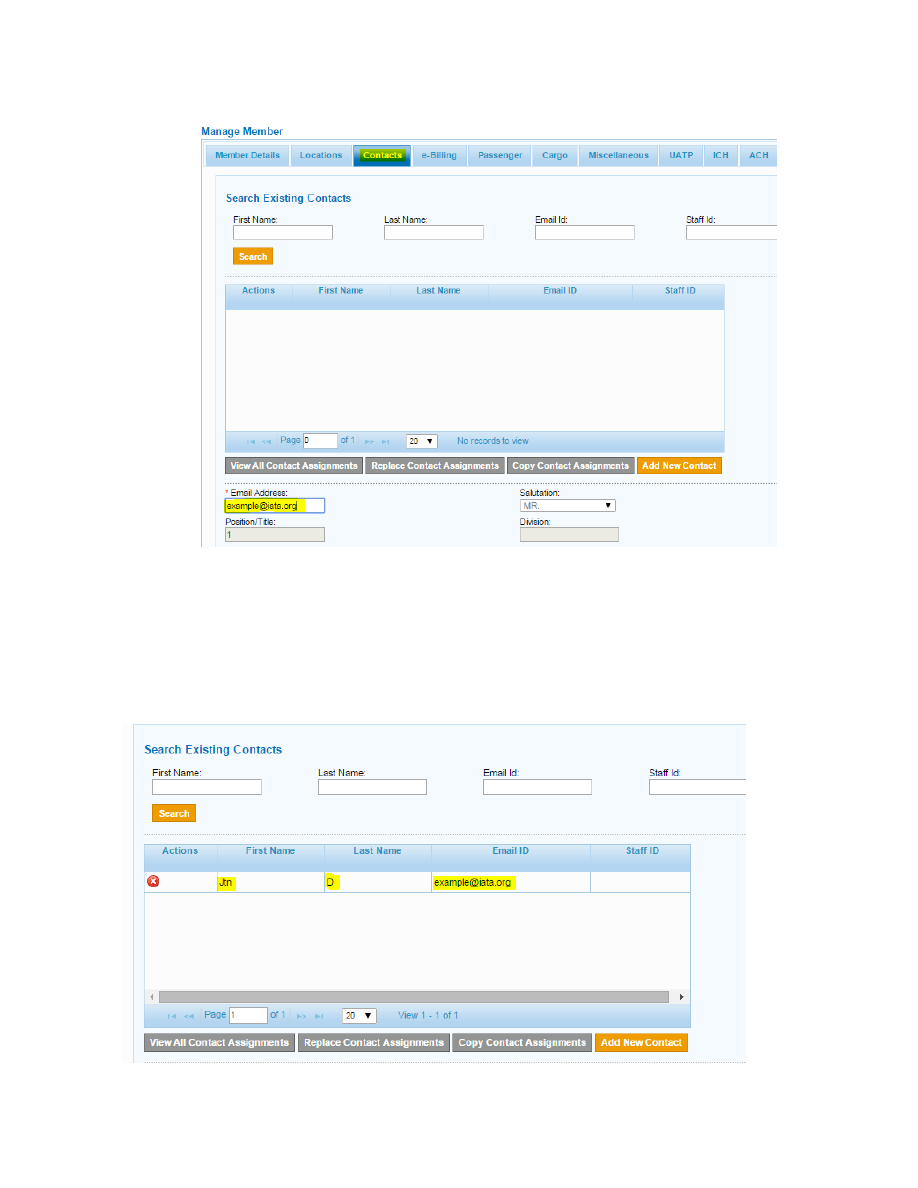 Manage Member
Member Details Locations Contacts e-Billing Passenger Cargo Miscellaneous UATP ICH ACH
Search Existing Contacts
First Name: Last Name: Email Id: Staff Id:
Search
Actions First Name Last Name Email ID Staff ID
Page 0 of 1 20 No records to view
View All Contact Assignments Replace Contact Assignments Copy Contact Assignments Add New Contact
* Email Address: Salutation:
example@iata.org MR.
Position/Title: Division:
1
Search Existing Contacts
First Name: Last Name: Email Id: Staff Id:
Search
Actions First Name Last Name Email ID Staff ID
Jtn D example@iata.org
Page 1 of 1 20 View 1 - 1 of 1
View All Contact Assignments Replace Contact Assignments Copy Contact Assignments Add New Contact